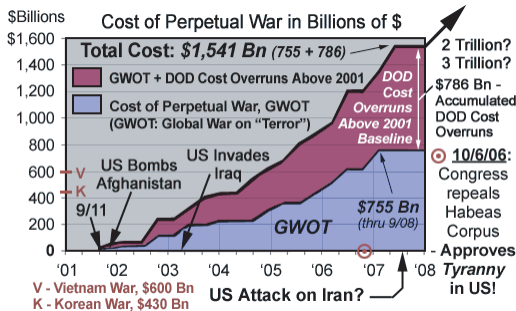 $Billions
Cost of Perpetual War in Billions of $
$1,600
1,400
1,200
1,000
800
600
400
200
0
Total Cost: $1,541 Bn (755 + 786)
GWOT + DOD Cost Overruns Above 2001
Cost of Perpetual War, GWOT
(GWOT: Global War on “Terror”)
V
K
9/11
US Bombs
Afghanistan
US Invades
Iraq
DOD
Cost
Overruns
Above 2001
Baseline
GWOT
$755 Bn
(thru 9/08)
2 Trillion?
3 Trillion?
$786 Bn -
Accumulated
DOD Cost
Overruns
10/6/06:
Congress
repeals
Habeas
Corpus
- Approves
Tyranny
in US!
'01 '02 '03 '04 '05 '06 '07 '08
V - Vietnam War, $600 Bn
K - Korean War, $430 Bn
US Attack on Iran?